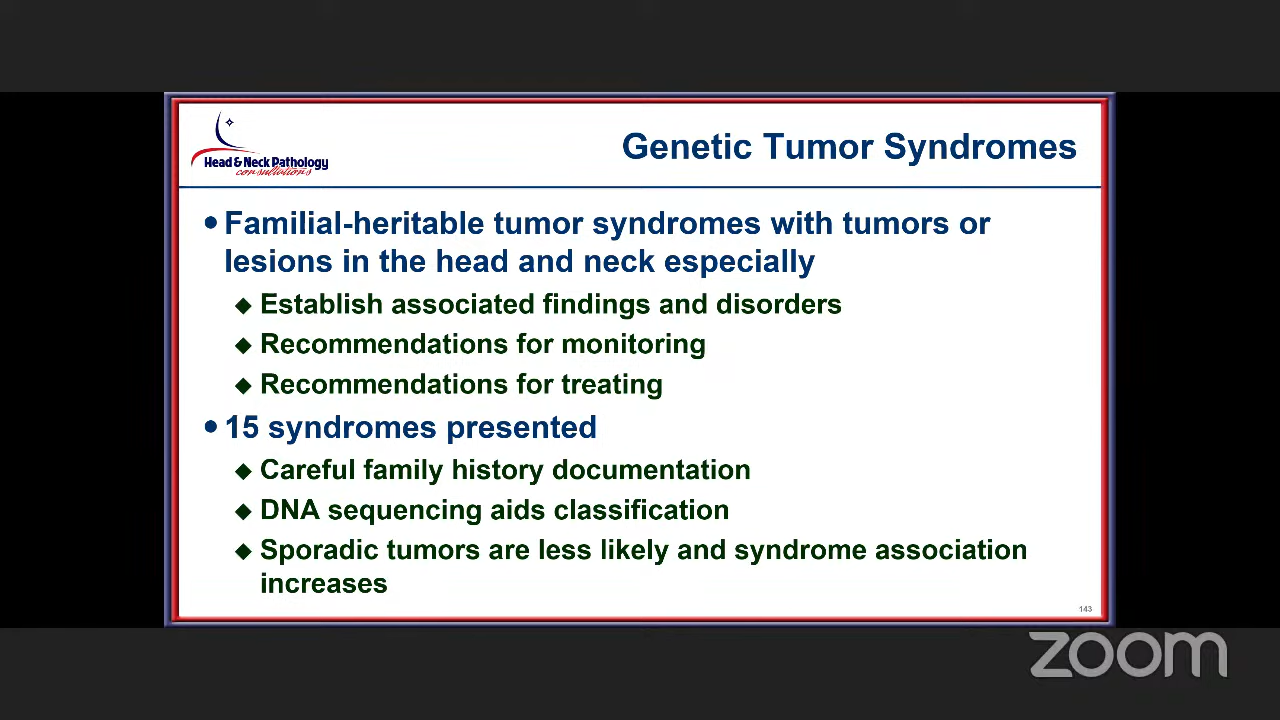 Head & Neck Pathology
consultations
Genetic Tumor Syndromes
• Familial-heritable tumor syndromes with tumors or
lesions in the head and neck especially
◆ Establish associated findings and disorders
◆ Recommendations for monitoring
◆ Recommendations for treating
• 15 syndromes presented
◆ Careful family history documentation
◆ DNA sequencing aids classification
◆ Sporadic tumors are less likely and syndrome association
increases
143
zoom